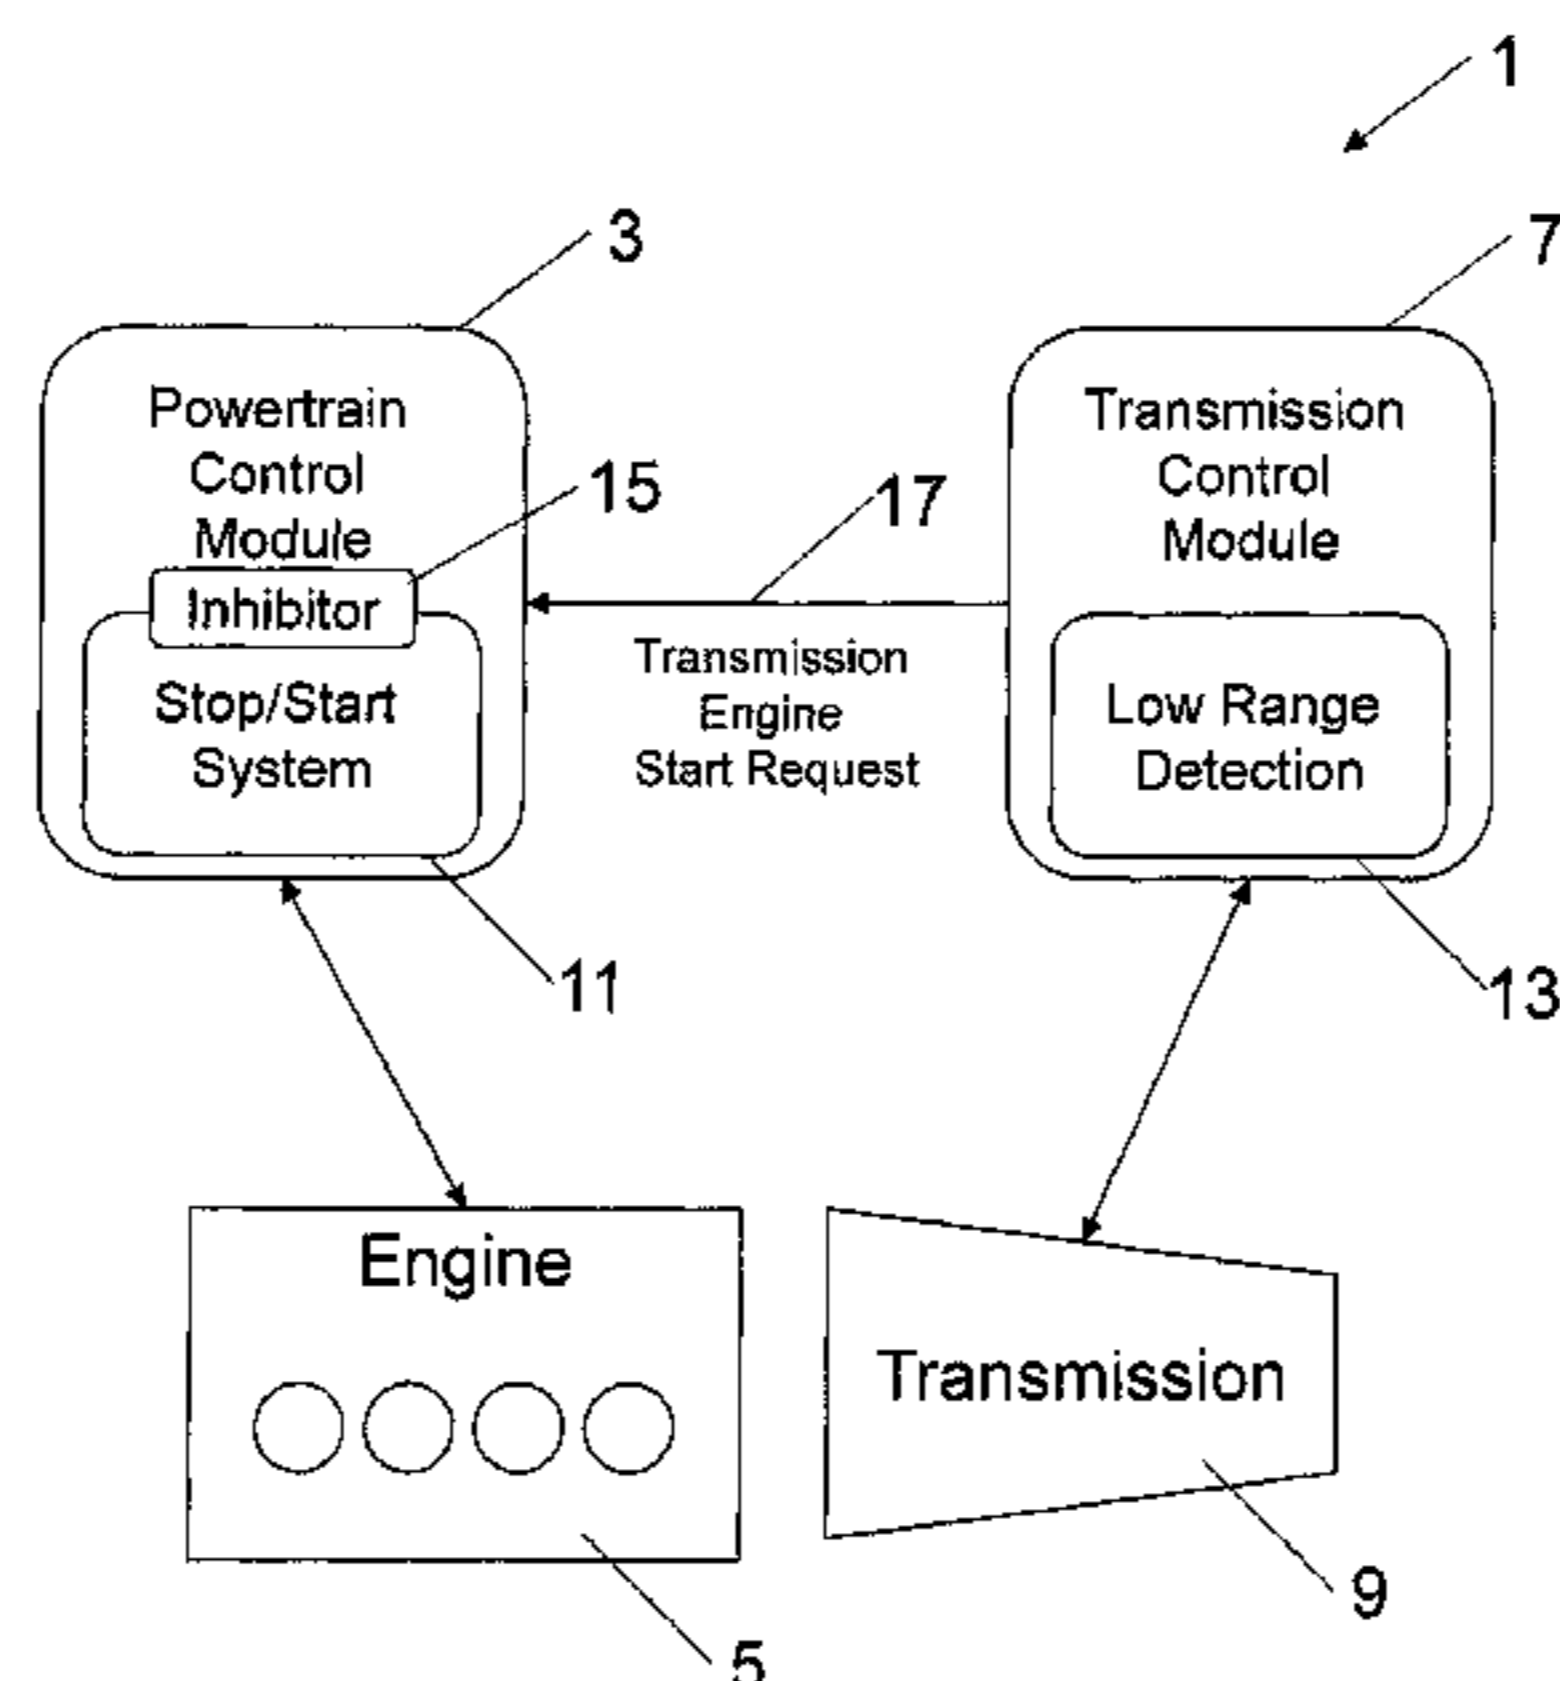 1
3
7
Powertrain
Control
Module
15
Inhibitor
Stop/Start
System
11
17
Transmission
Engine
Start Request
Transmission
Control
Module
Low Range
Detection
13
Engine
5
Transmission
9